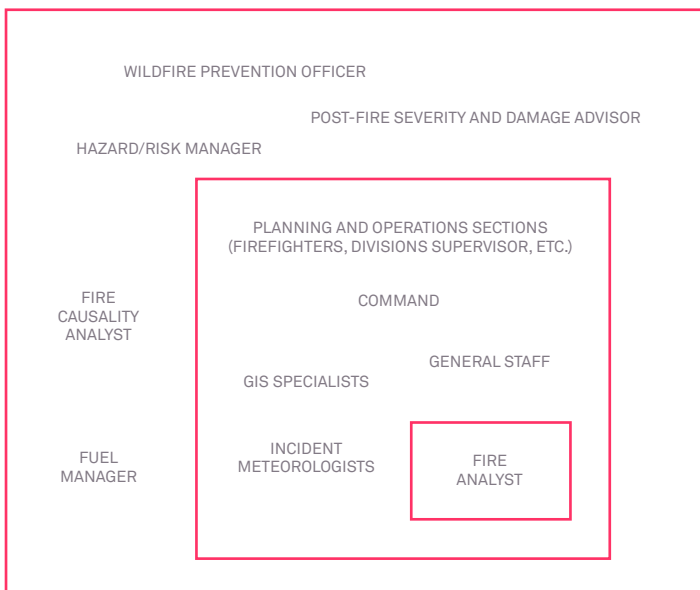 WILDFIRE PREVENTION OFFICER
POST-FIRE SEVERITY AND DAMAGE ADVISOR
HAZARD/RISK MANAGER
PLANNING AND OPERATIONS SECTIONS
(FIREFIGHTERS, DIVISIONS SUPERVISOR, ETC.)
FIRE
CAUSALITY
ANALYST
COMMAND
GENERAL STAFF
GIS SPECIALISTS
FUEL
MANAGER
INCIDENT
METEOROLOGISTS
FIRE
ANALYST